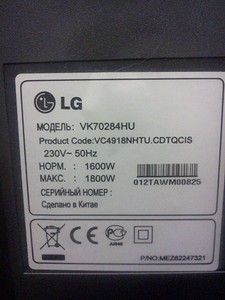 LG
МОДЕЛЬ: VK70284HU
Product Code:VC4918NHTU.CDTQCIS
230V~ 50Hz
НОРМ. : 1600W
МАКС. : 1800W
012TAWM00825
СЕРИЙНЫЙ НОМЕР :
Сделано в Китае
P/NO:MEZ62247321